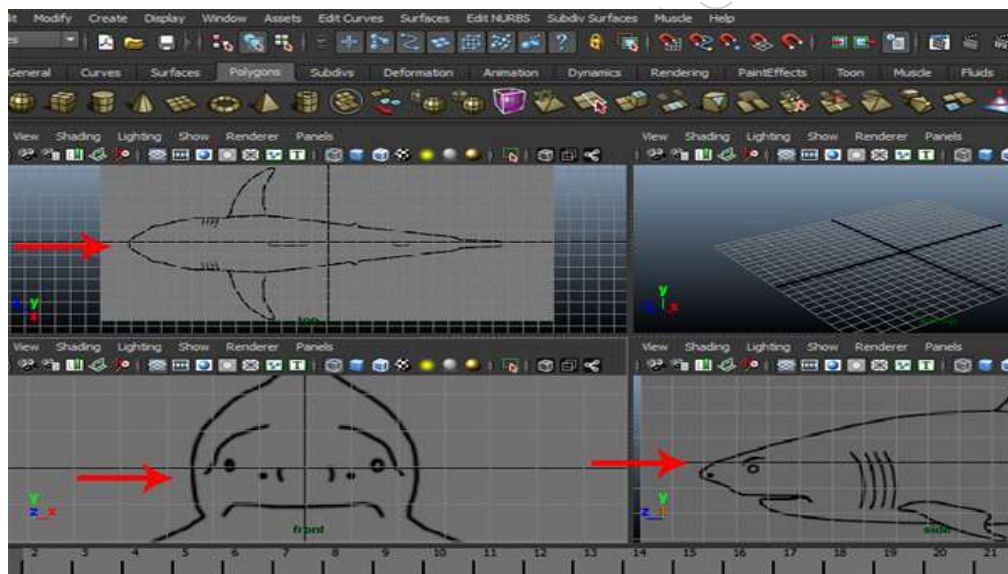 Modify Create Display Window Assets Edit Curves Surfaces Edit NURBS Subdiv Surfaces Muscle Help
General Curves Surfaces Polygons Subdivs Deformation Animation Dynamics Rendering PaintEffects Toon Muscle Fluids
View Shading Lighting Show Renderer Panels
View Shading Lighting Show Renderer Panels
y
x
y
x
top
View Shading Lighting Show Renderer Panels
View Shading Lighting Show Renderer Panels
y
z x
front
y
z
side
2 3 4 5 6 7 8 9 10 11 12 13 14 15 16 17 18 19 20 21